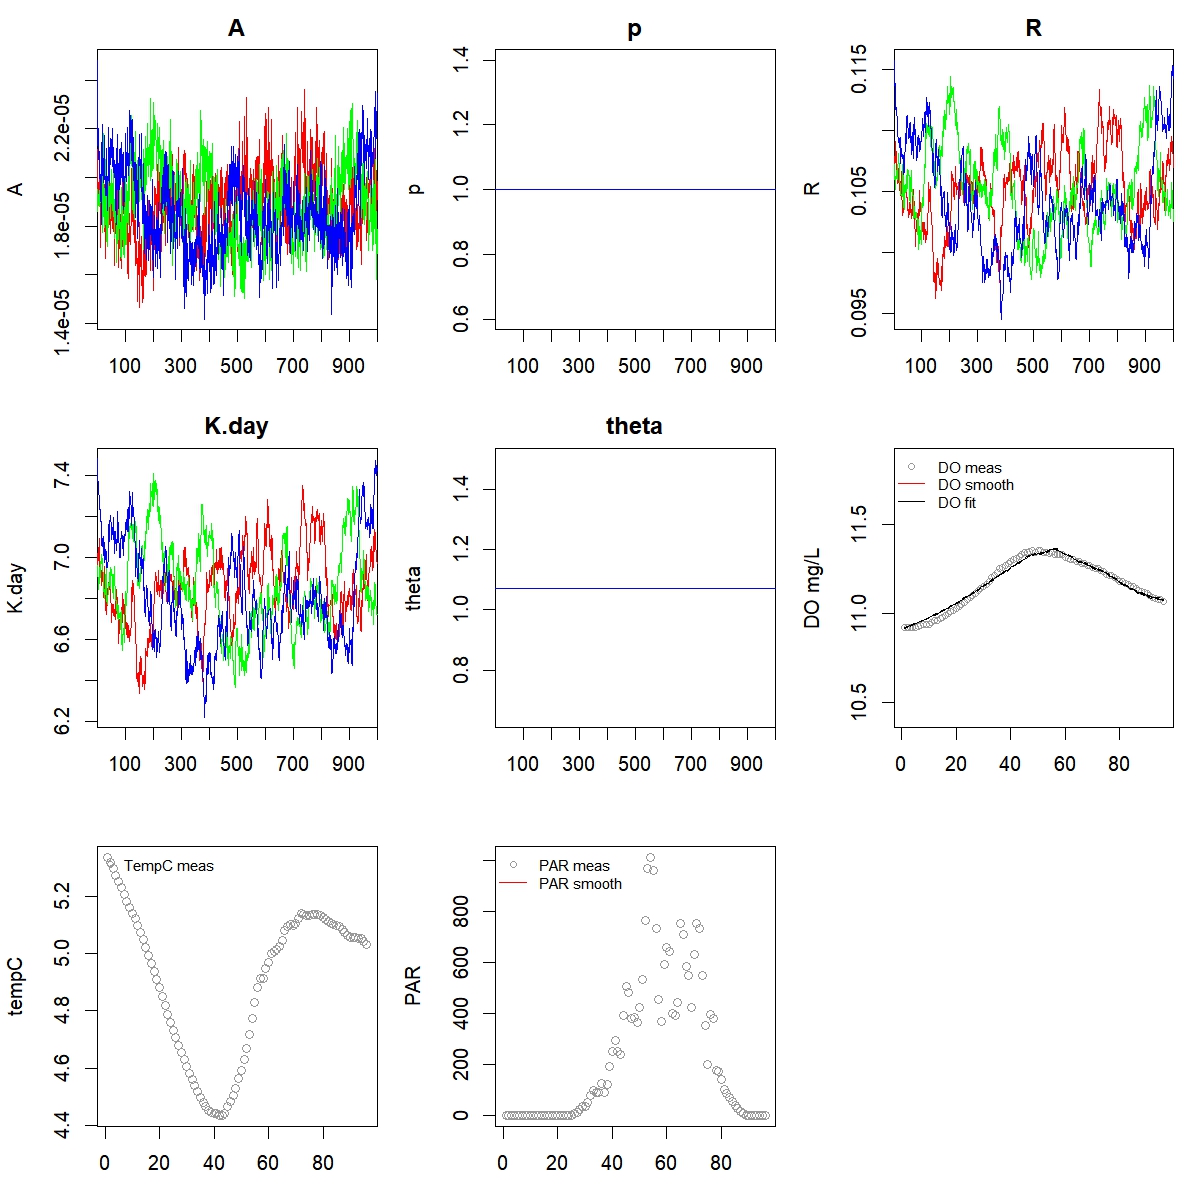 A
p
R
A
1.4e-05
1.8e-05
2.2e-05
100 300 500 700 900
p
0.6
0.8
1.0
1.2
1.4
100 300 500 700 900
R
0.095
0.105
0.115
100 300 500 700 900
K.day
theta
K.day
6.2
6.6
7.0
7.4
100 300 500 700 900
theta
0.8
1.0
1.2
1.4
100 300 500 700 900
DO mg/L
10.5
11.0
11.5
DO meas
DO smooth
DO fit
0 20 40 60 80
tempC
4.4
4.6
4.8
5.0
5.2
TempC meas
0 20 40 60 80
PAR
0
200
400
600
800
PAR meas
PAR smooth
0 20 40 60 80